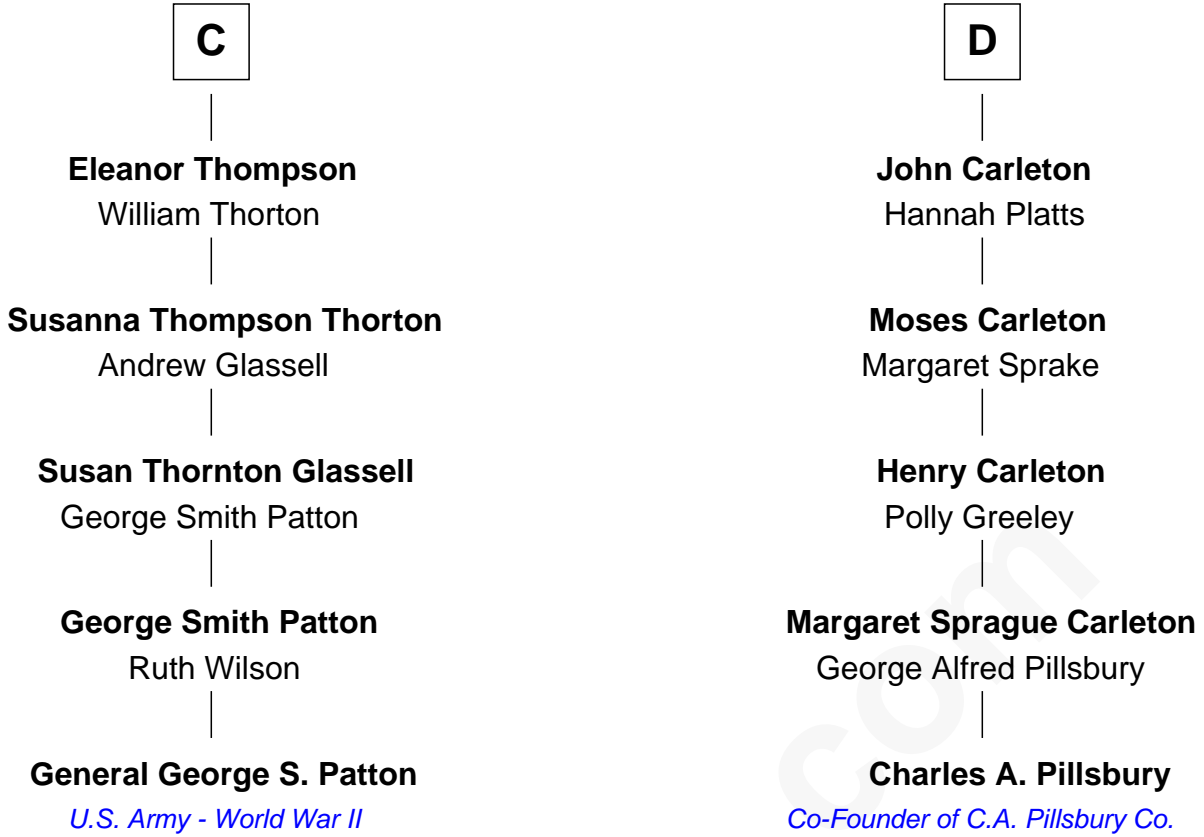 C
Eleanor Thompson
William Thorton
Susanna Thompson Thorton
Andrew Glassell
Susan Thornton Glassell
George Smith Patton
George Smith Patton
Ruth Wilson
General George S. Patton
U.S. Army - World War II
D
John Carleton
Hannah Platts
Moses Carleton
Margaret Sprake
Henry Carleton
Polly Greeley
Margaret Sprague Carleton
George Alfred Pillsbury
Charles A. Pillsbury
Co-Founder of C.A. Pillsbury Co.
com